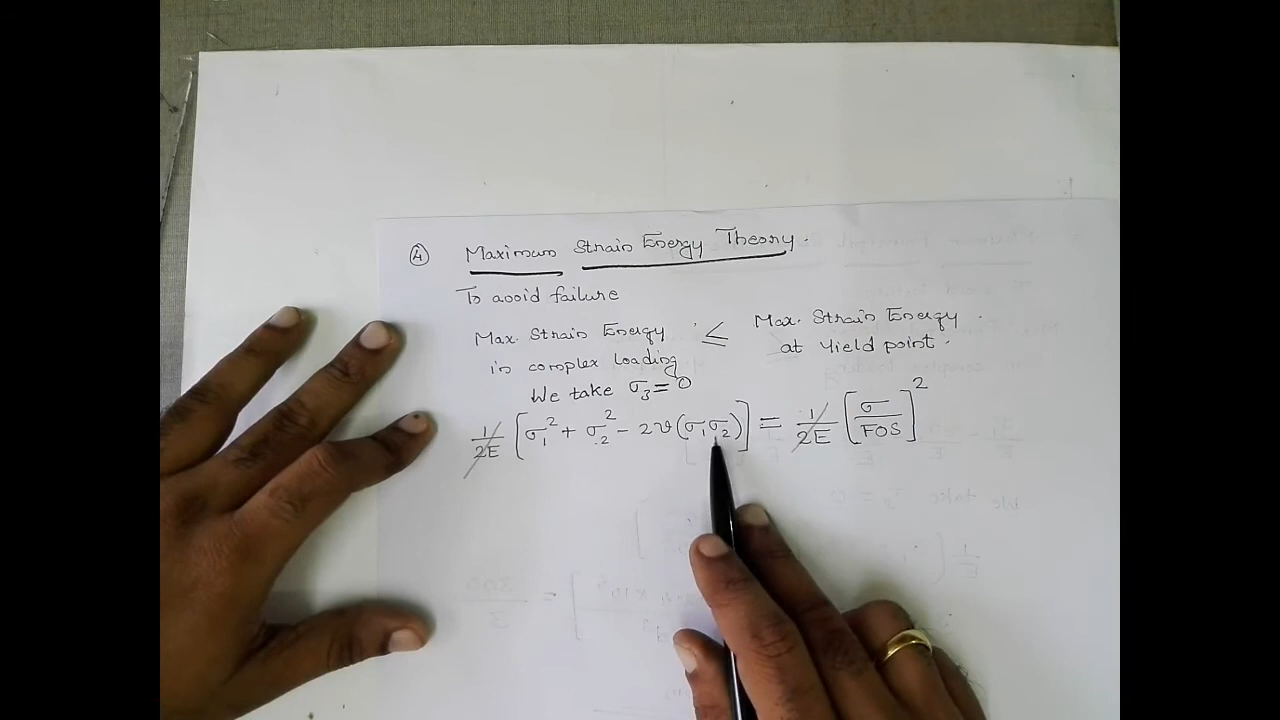 ④ Maximum Strain Energy Theory.
To avoid failure
Max. Strain Energy ≤ Max. Strain Energy.
in complex loading at yield point.
We take σ₃ = 0
1/2E [σ₁² + σ₂² - 2ν(σ₁σ₂)] = 1/2E [σ/FOS]²